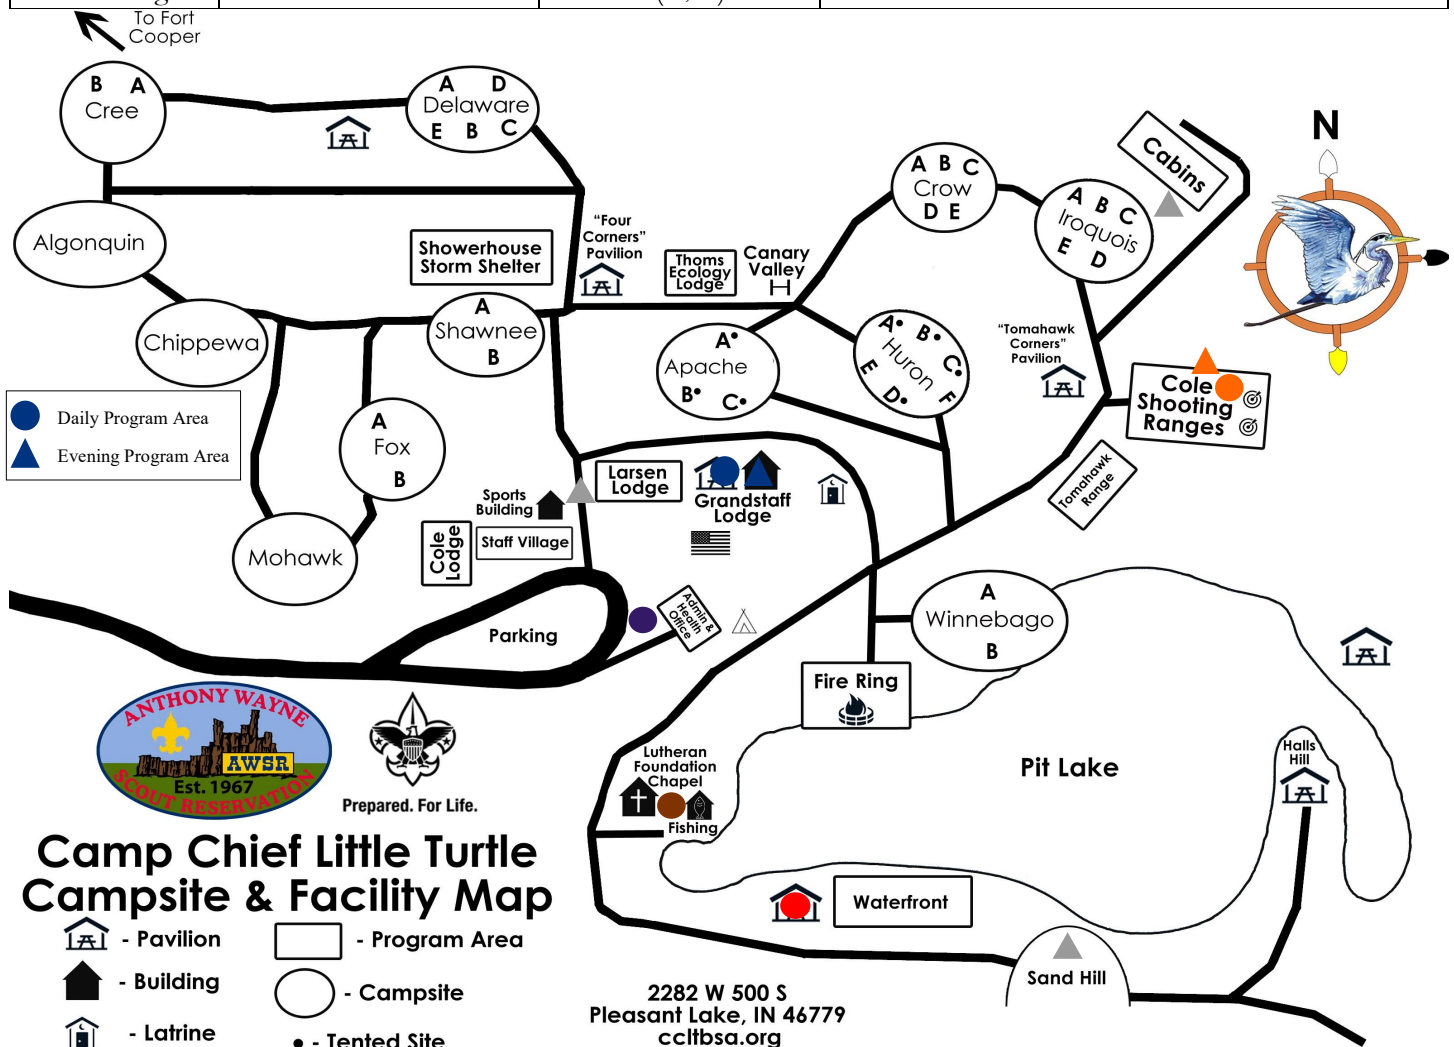 To Fort
Cooper
B A
Cree
A D
Delaware
E B C
N
Cabins
A B C
Crow
D E
A B C
Iroquois
E D
Algonquin
Showerhouse
Storm Shelter
“Four
Corners”
Pavilion
Thoms
Ecology
Lodge
Canary
Valley
Chippewa
A
Shawnee
B
A
Apache
B C
A B C
Huron
E D F
“Tomahawk
Corners”
Pavilion
Cole
Shooting
Ranges
Daily Program Area
Evening Program Area
A
Fox
B
Larsen
Lodge
Grandstaff
Lodge
Sports
Building
Tomahawk
Range
Mohawk
Cole
Lodge
Staff Village
Admin &
Health
Office
Parking
A
Winnebago
B
Fire Ring
ANTHONY WAYNE
AWSR
Est. 1967
SCOUT RESERVATION
Prepared. For Life.
Lutheran
Foundation
Chapel
Fishing
Pit Lake
Halls
Hill
Camp Chief Little Turtle
Campsite & Facility Map
Waterfront
Sand Hill
- Pavilion
- Program Area
- Building
- Campsite
- Latrine
- Tented Site
2282 W 500 S
Pleasant Lake, IN 46779
ccltbsa.org